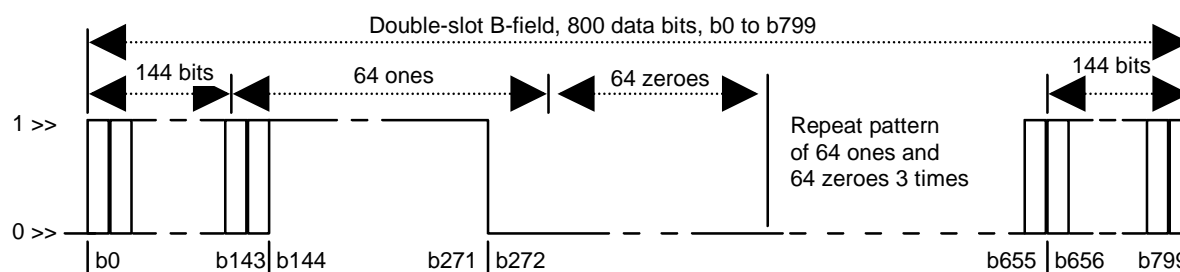 Double-slot B-field, 800 data bits, b0 to b799
144 bits
64 ones
64 zeroes
144 bits
1 >>
Repeat pattern
of 64 ones and
64 zeroes 3 times
0 >>
b0
b143
b144
b271
b272
b655
b656
b799